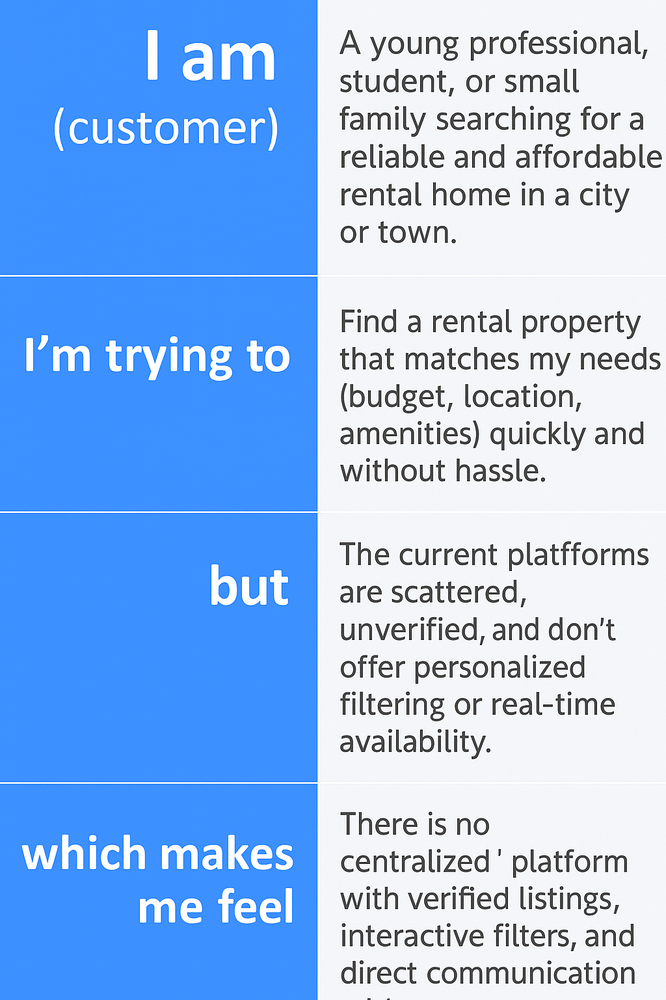 I am
(customer)
A young professional,
student, or small
family searching for a
reliable and affordable
rental home in a city
or town.
I’m trying to
Find a rental property
that matches my needs
(budget, location,
amenities) quickly and
without hassle.
but
The current platfforms
are scattered,
unverified, and don’t
offer personalized
filtering or real-time
availability.
which makes
me feel
There is no
centralized ' platform
with verified listings,
interactive filters, and
direct communication